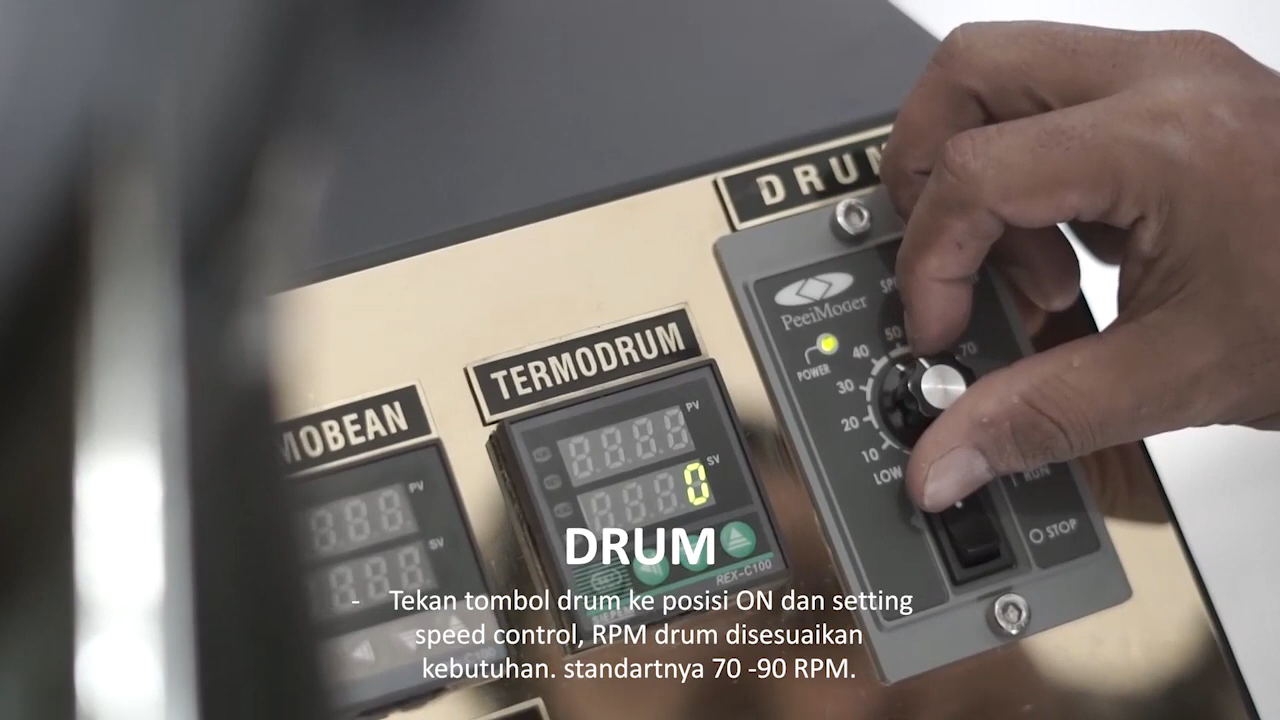 DRUM
PeeiMoger
POWER
50
70
40
30
20
10
LOW
RUN
STOP
TERMODRUM
PV
SV
0
REX-C100
MOBEAN
PV
SV
DRUM
- Tekan tombol drum ke posisi ON dan setting
speed control, RPM drum disesuaikan
kebutuhan. standartnya 70 -90 RPM.